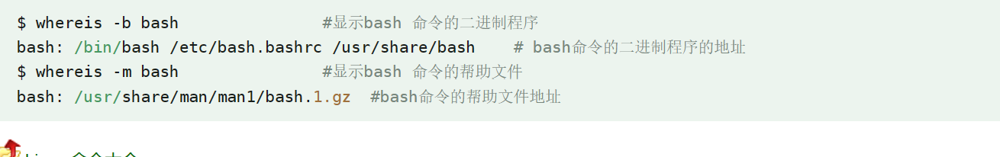 $ whereis -b bash #显示bash 命令的二进制程序
bash: /bin/bash /etc/bash.bashrc /usr/share/bash # bash命令的二进制程序的地址
$ whereis -m bash #显示bash 命令的帮助文件
bash: /usr/share/man/man1/bash.1.gz #bash命令的帮助文件地址